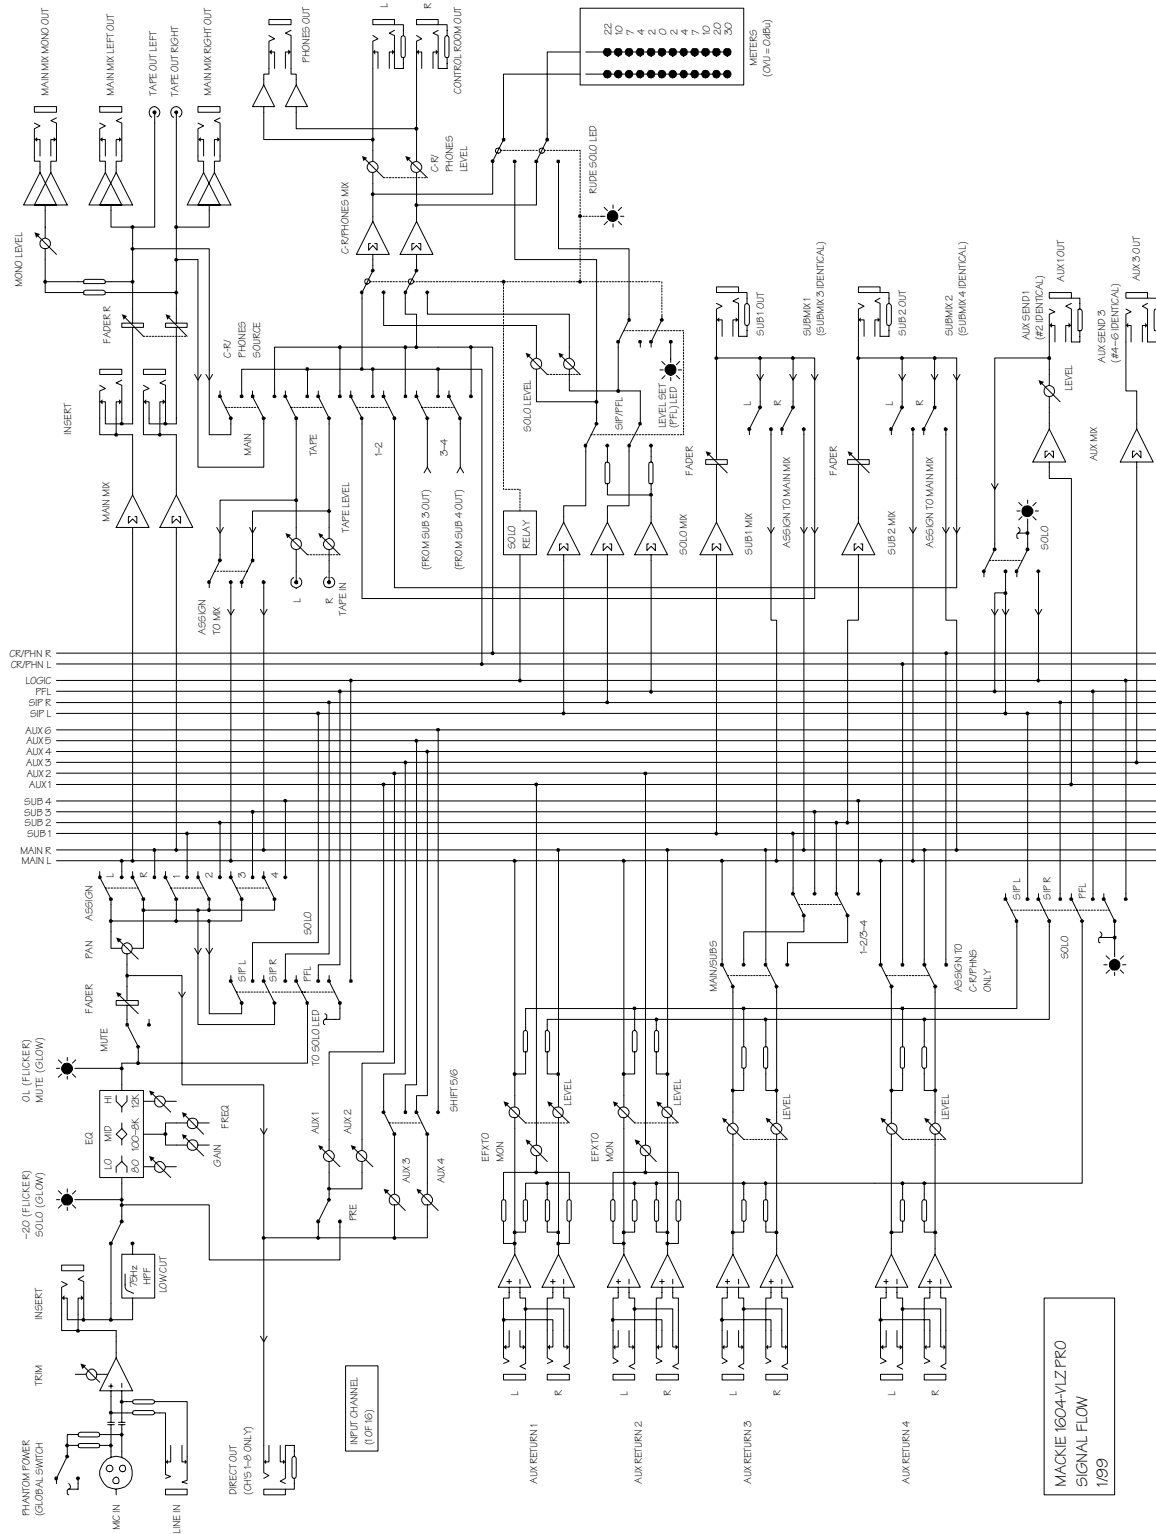 MAIN MIX MONO OUT
MAIN MIX LEFT OUT
TAPE OUT LEFT
TAPE OUT RIGHT
MAIN MIX RIGHT OUT
PHONES OUT
L
R
CONTROL ROOM OUT
22
10
7
4
2
0
2
4
7
10
20
30
METERS
(0VU = 0dBu)
MONO LEVEL
FADER R
C-R/
PHONES
SOURCE
C-R/PHONES MIX
C-R/
PHONES
LEVEL
RUDE SOLO LED
INSERT
MAIN MIX
MAIN
TAPE
1-2
3-4
TAPE LEVEL
(FROM SUB 3 OUT)
(FROM SUB 4 OUT)
ASSIGN
TO MIX
L
R
TAPE IN
SOLO
RELAY
SOLO LEVEL
SIP/PFL
LEVEL SET
(PFL) LED
SOLO MIX
Σ
Σ
Σ
Σ
Σ
Σ
Σ
Σ
Σ
Σ
Σ
SUB 1 OUT
SUBMIX 1
(SUBMIX 3 IDENTICAL)
L
R
FADER
SUB 1 MIX
ASSIGN TO MAIN MIX
SUB 2 OUT
SUBMIX 2
(SUBMIX 4 IDENTICAL)
L
R
FADER
SUB 2 MIX
ASSIGN TO MAIN MIX
AUX SEND 1
(#2 IDENTICAL)
AUX 1 OUT
AUX SEND 3
(#4-6 IDENTICAL)
AUX 3 OUT
LEVEL
AUX MIX
SOLO
CR/PHN R
CR/PHN L
LOGIC
PFL
SIP R
SIP L
AUX 6
AUX 5
AUX 4
AUX 3
AUX 2
AUX 1
SUB 4
SUB 3
SUB 2
SUB 1
MAIN R
MAIN L
ASSIGN
L
R
1
2
3
4
PAN
FADER
MUTE
SOLO
SIP L
SIP R
PFL
TO SOLO LED
OL (FLICKER)
MUTE (GLOW)
EQ
LO
MID
HI
80
100-8K
12K
FREQ
GAIN
-20 (FLICKER)
SOLO (GLOW)
AUX 1
AUX 2
PRE
AUX 3
AUX 4
SHIFT 5/6
75Hz
HPF
LOW CUT
INSERT
TRIM
PHANTOM POWER
(GLOBAL SWITCH)
MIC IN
LINE IN
DIRECT OUT
(CH'S 1-8 ONLY)
INPUT CHANNEL
(1 OF 16)
EFX TO
MON
LEVEL
L
R
AUX RETURN 1
EFX TO
MON
LEVEL
L
R
AUX RETURN 2
MAIN/SUBS
1-2/3-4
LEVEL
L
R
AUX RETURN 3
ASSIGN TO
C-R/PHNS
ONLY
LEVEL
L
R
AUX RETURN 4
SIP L
SIP R
PFL
SOLO
MACKIE 1604-VLZ PRO
SIGNAL FLOW
1/99